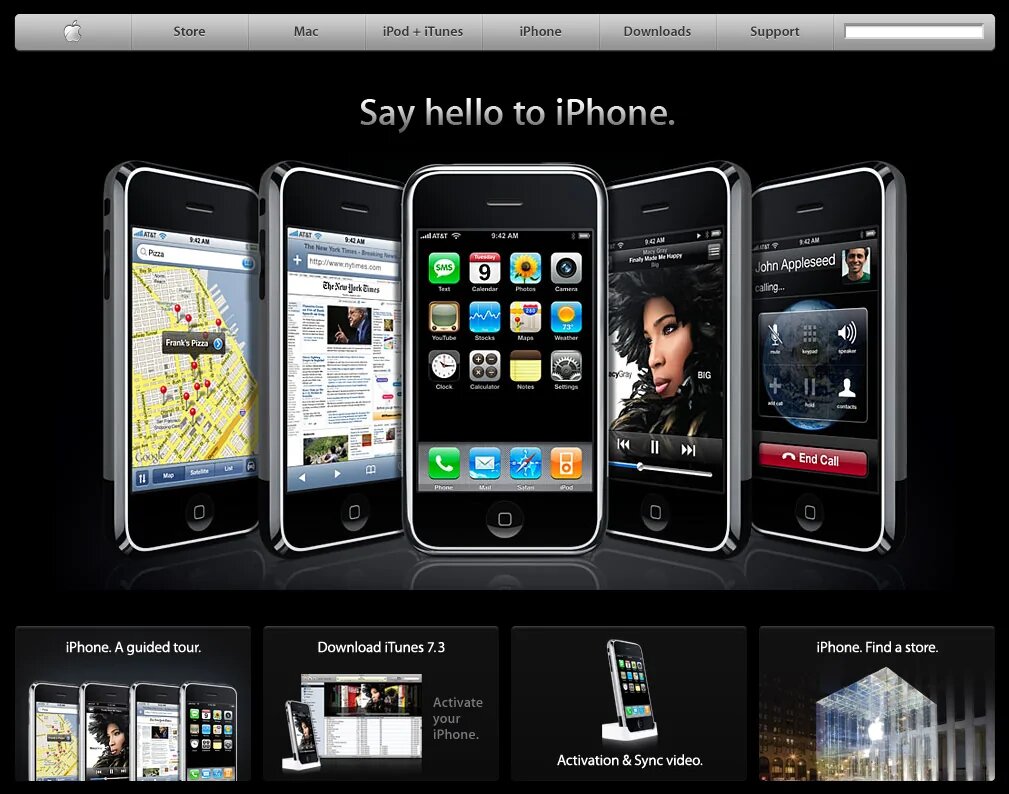 Store
Mac
iPod + iTunes
iPhone
Downloads
Support
Say hello to iPhone.
AT&T
9:42 AM
Pizza
Frank's Pizza
Google
Map
Satellite
List
AT&T
9:42 AM
The New York Times - Breaking News
http://www.nytimes.com
The New York Times
AT&T
9:42 AM
SMS
Text
Tuesday
9
Calendar
Photos
Camera
YouTube
Stocks
280
Maps
73°
Weather
Clock
Calculator
Notes
Settings
Phone
Mail
Safari
iPod
9:42 AM
Macy Gray
Finally Made Me Happy
Big
BIG
AT&T
9:42 AM
John Appleseed
calling...
mute
keypad
speaker
add call
hold
contacts
End Call
iPhone. A guided tour.
Download iTunes 7.3
Activate
your
iPhone.
Activation & Sync video.
iPhone. Find a store.